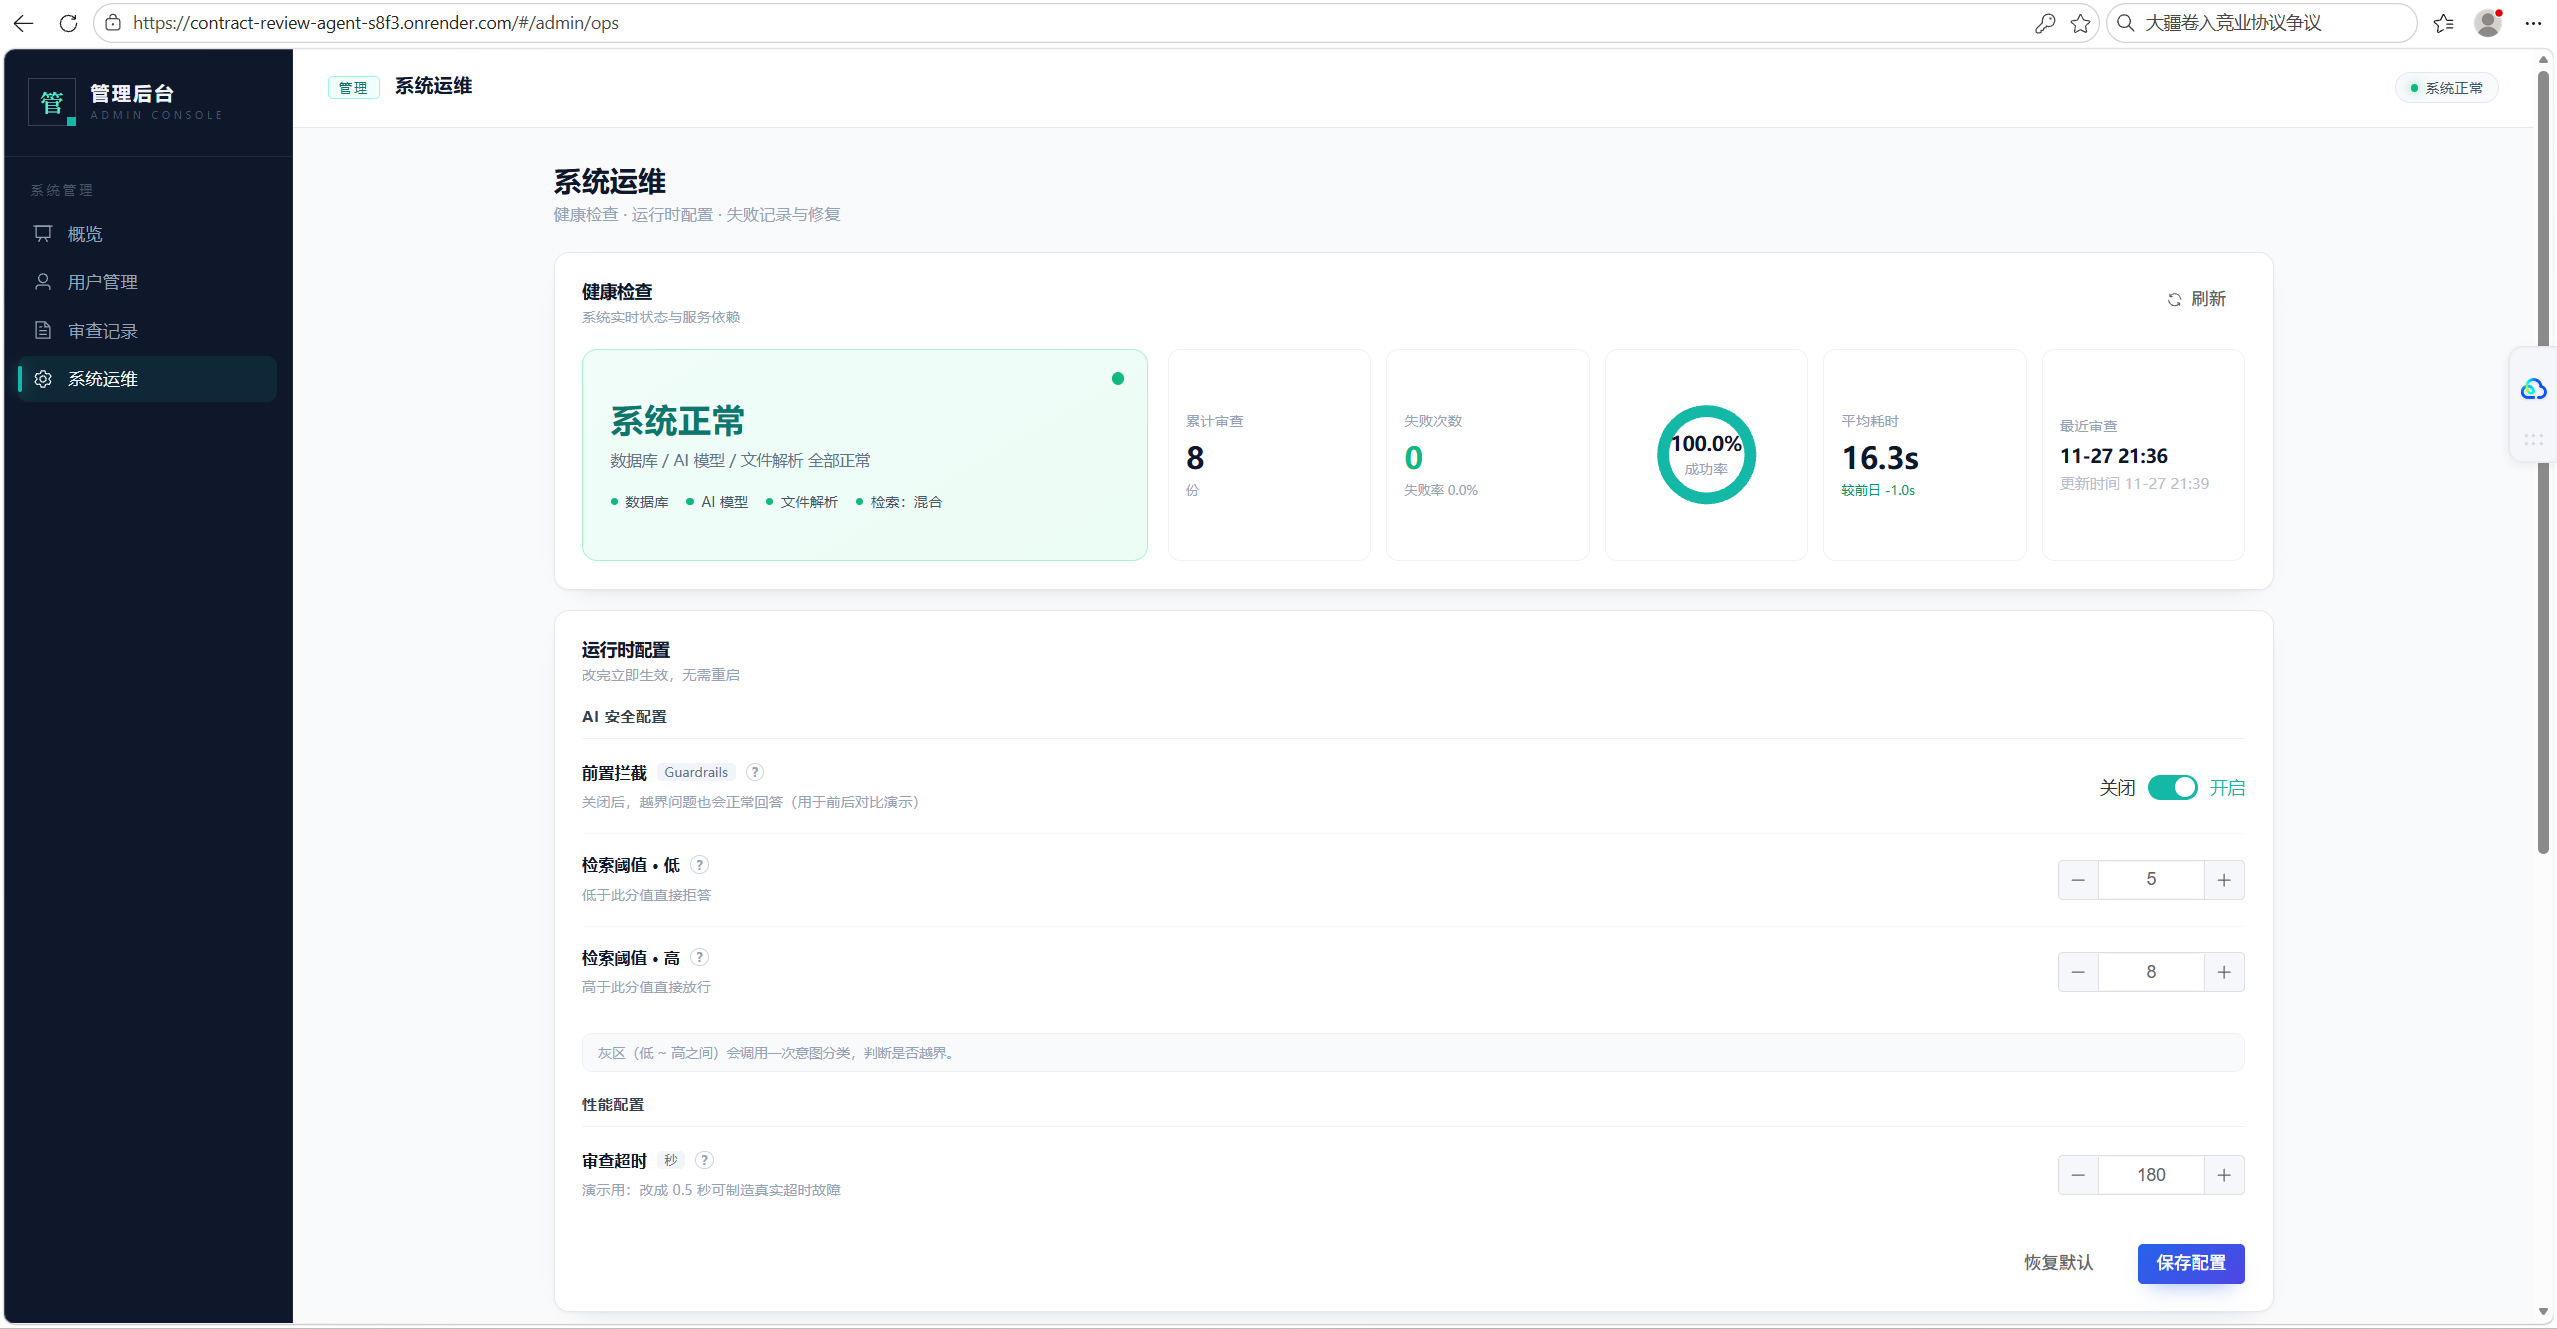 https://contract-review-agent-s8f3.onrender.com/#/admin/ops
大疆卷入竞业协议争议
管
管理后台
ADMIN CONSOLE
系统管理
概览
用户管理
审查记录
系统运维
管理 系统运维
系统正常
系统运维
健康检查 · 运行时配置 · 失败记录与修复
健康检查
系统实时状态与服务依赖
刷新
系统正常
数据库 / AI 模型 / 文件解析 全部正常
数据库 AI 模型 文件解析 检索：混合
累计审查
8
份
失败次数
0
失败率 0.0%
100.0%
成功率
平均耗时
16.3s
较前日 -1.0s
最近审查
11-27 21:36
更新时间 11-27 21:39
运行时配置
改完立即生效，无需重启
AI 安全配置
前置拦截 Guardrails ?
关闭后，越界问题也会正常回答（用于前后对比演示）
关闭 开启
检索阈值 • 低 ?
低于此分值直接拒答
5
检索阈值 • 高 ?
高于此分值直接放行
8
灰区（低 ~ 高之间）会调用一次意图分类，判断是否越界。
性能配置
审查超时 秒 ?
演示用：改成 0.5 秒可制造真实超时故障
180
恢复默认 保存配置